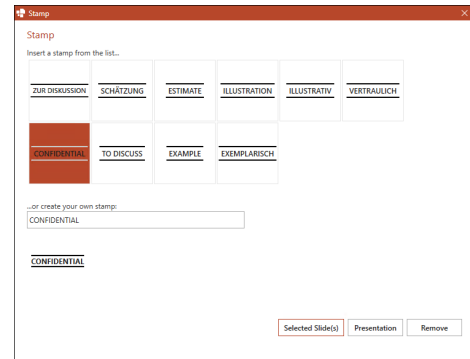 Stamp
Stamp
Insert a stamp from the list...
ZUR DISKUSSION SCHÄTZUNG ESTIMATE ILLUSTRATION ILLUSTRATIV VERTRAULICH
CONFIDENTIAL TO DISCUSS EXAMPLE EXEMPLARISCH
...or create your own stamp:
CONFIDENTIAL
CONFIDENTIAL
Selected Slide(s) Presentation Remove